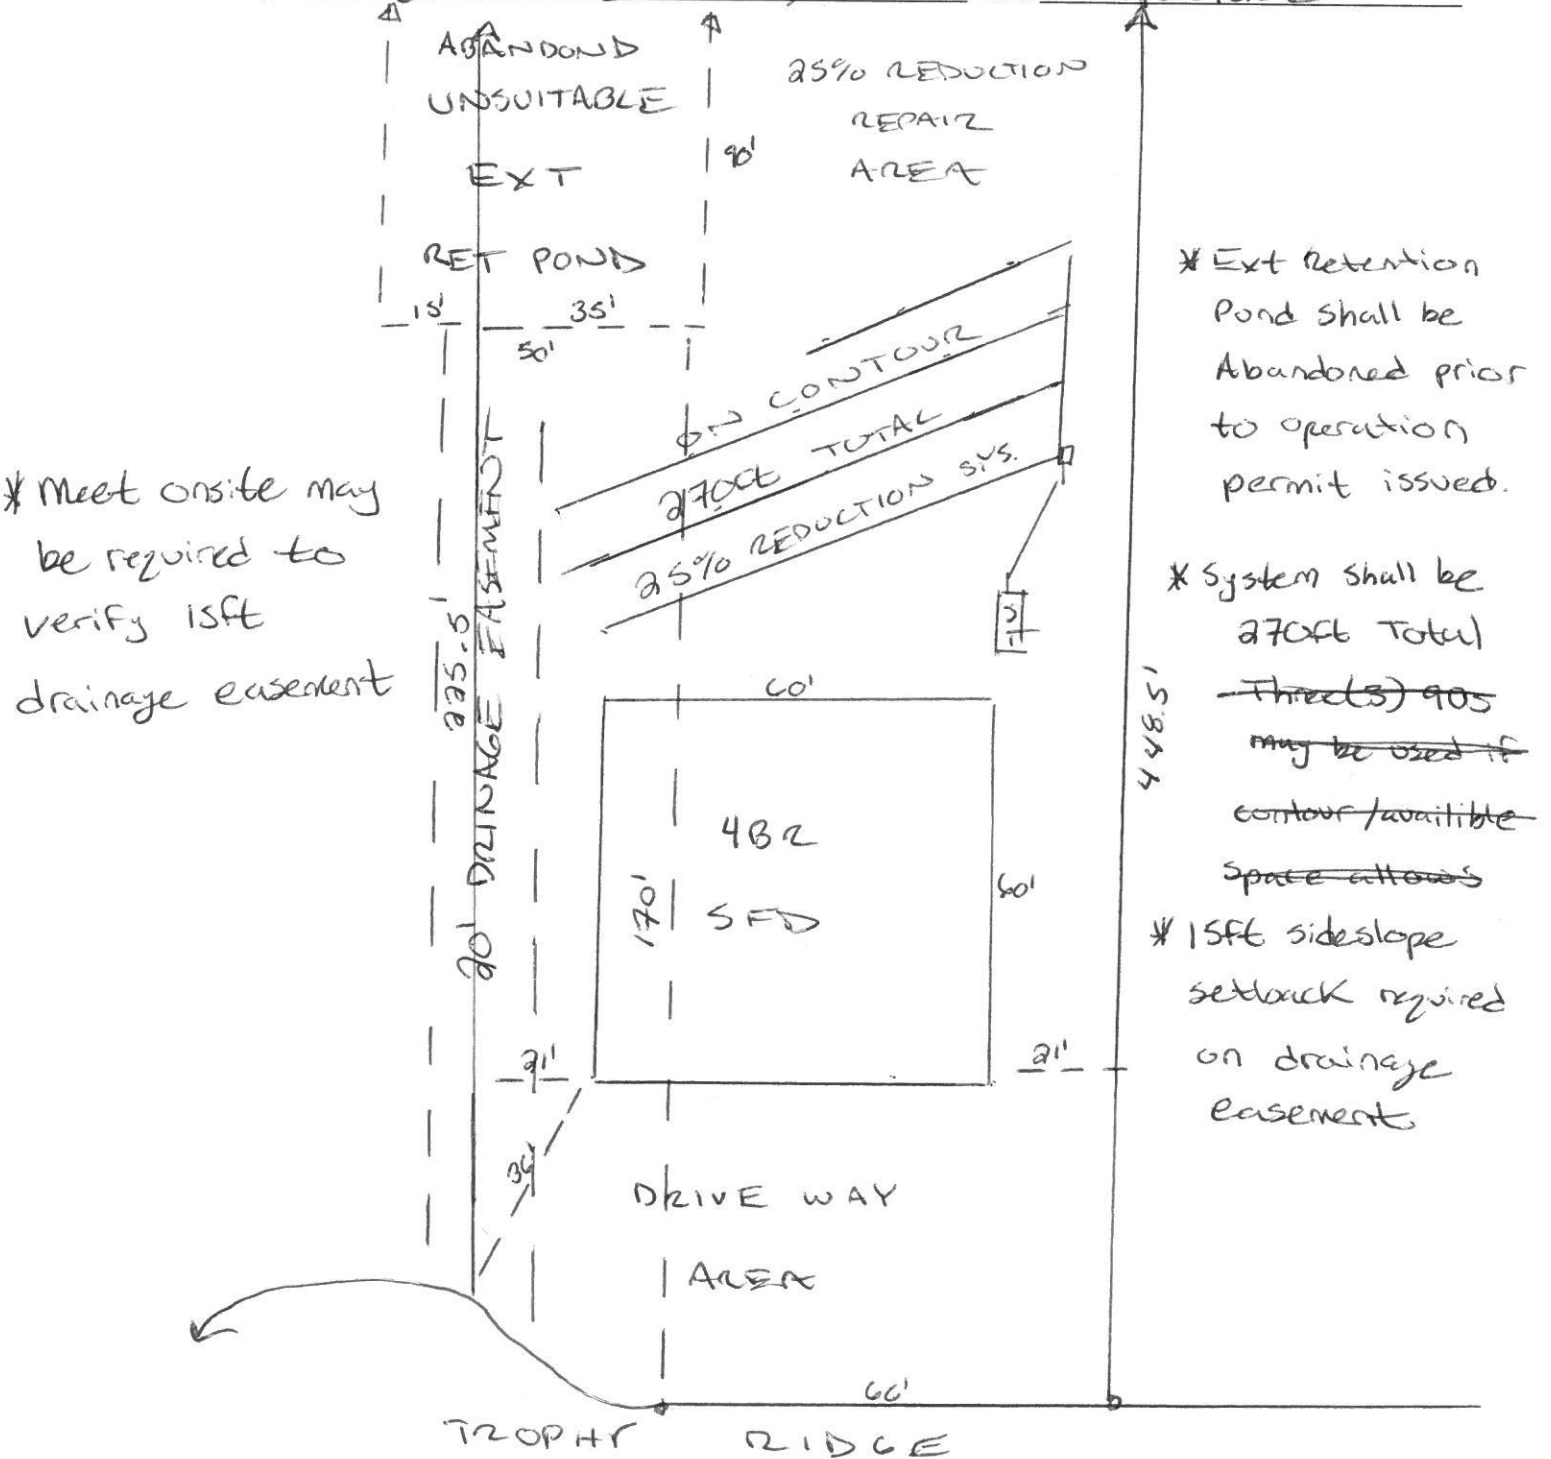 ABANDOND
UNSUITABLE
EXT
RET POND
90'
25% REDUCTION
REPAIR
AREA
15'
35'
50'
ON CONTOUR
270ft TOTAL
25% REDUCTION SYS.
ST
* Meet onsite may
be required to
verify 15ft
drainage easement
225.5'
20' DRINAGE EASEMENT
* Ext Retention
Pond shall be
Abandoned prior
to operation
permit issued.
* System shall be
270ft Total
Three(3) 90s
may be used if
contour/availible
space allows
* 15ft sideslope
setback required
on drainage
easement.
448.5'
60'
4BR
SFD
170'
60'
21'
21'
36'
DRIVE WAY
AREA
66'
TROPHY RIDGE